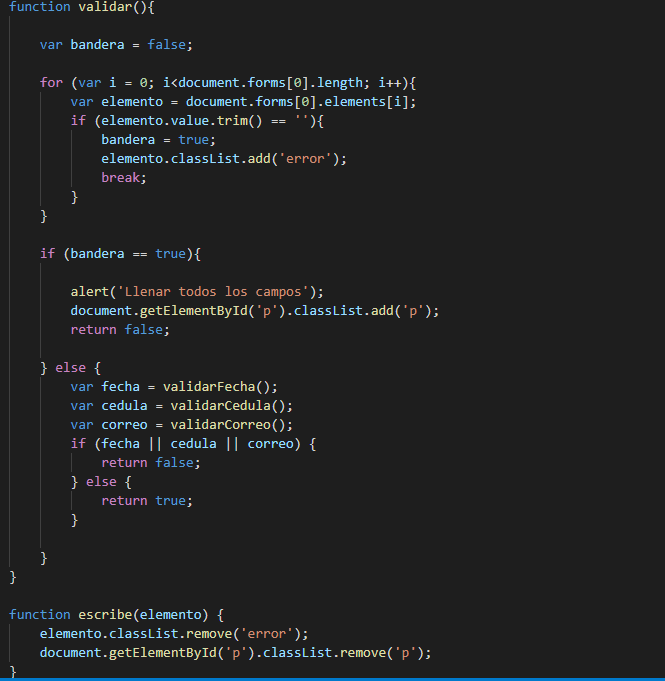 function validar(){
var bandera = false;
for (var i = 0; i<document.forms[0].length; i++){
var elemento = document.forms[0].elements[i];
if (elemento.value.trim() == ''){
bandera = true;
elemento.classList.add('error');
break;
}
}
if (bandera == true){
alert('Llenar todos los campos');
document.getElementById('p').classList.add('p');
return false;
} else {
var fecha = validarFecha();
var cedula = validarCedula();
var correo = validarCorreo();
if (fecha || cedula || correo) {
return false;
} else {
return true;
}
}
}
function escribe(elemento) {
elemento.classList.remove('error');
document.getElementById('p').classList.remove('p');
}